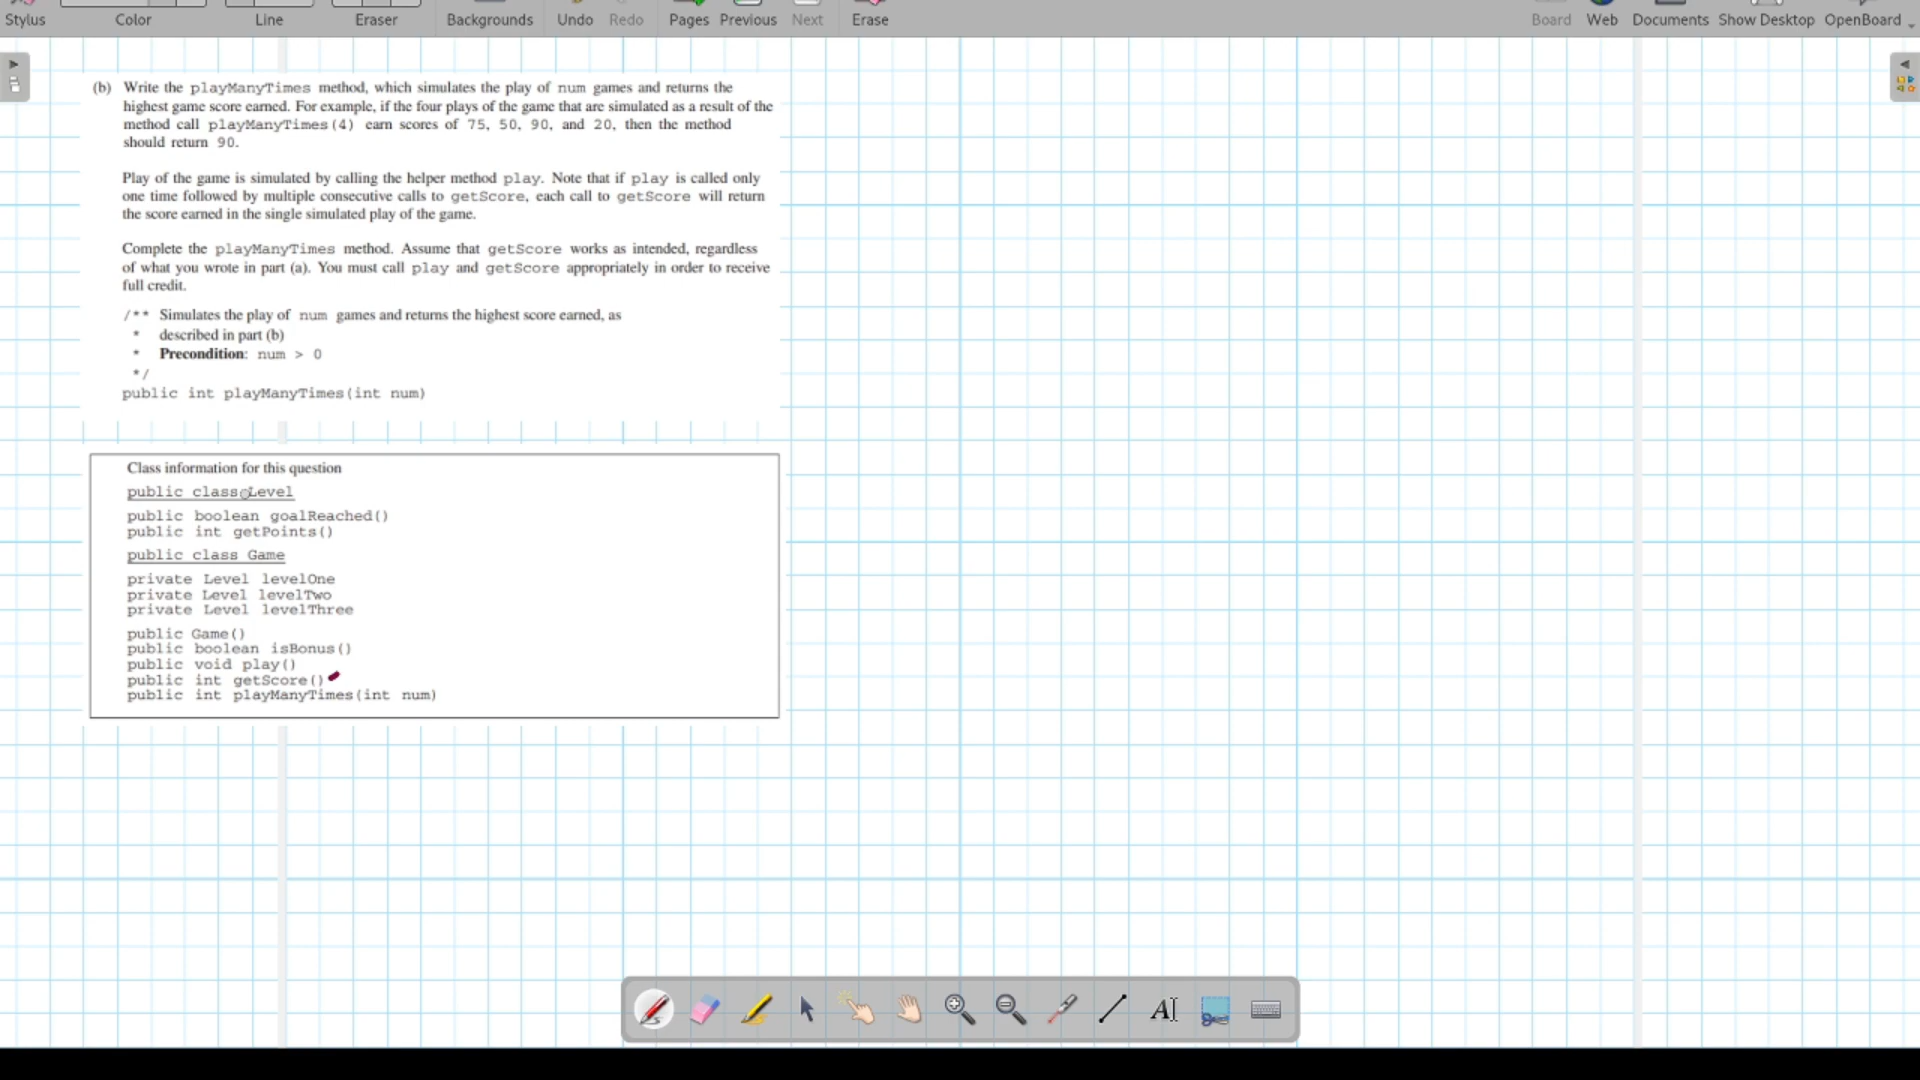 Stylus Color Line Eraser Backgrounds Undo Redo Pages Previous Next Erase Board Web Documents Show Desktop OpenBoard
(b) Write the playManyTimes method, which simulates the play of num games and returns the
highest game score earned. For example, if the four plays of the game that are simulated as a result of the
method call playManyTimes(4) earn scores of 75, 50, 90, and 20, then the method
should return 90.
Play of the game is simulated by calling the helper method play. Note that if play is called only
one time followed by multiple consecutive calls to getScore, each call to getScore will return
the score earned in the single simulated play of the game.
Complete the playManyTimes method. Assume that getScore works as intended, regardless
of what you wrote in part (a). You must call play and getScore appropriately in order to receive
full credit.
/** Simulates the play of num games and returns the highest score earned, as
* described in part (b)
* Precondition: num > 0
*/
public int playManyTimes(int num)
Class information for this question
public class Level
public boolean goalReached()
public int getPoints()
public class Game
private Level levelOne
private Level levelTwo
private Level levelThree
public Game()
public boolean isBonus()
public void play()
public int getScore()
public int playManyTimes(int num)
AI